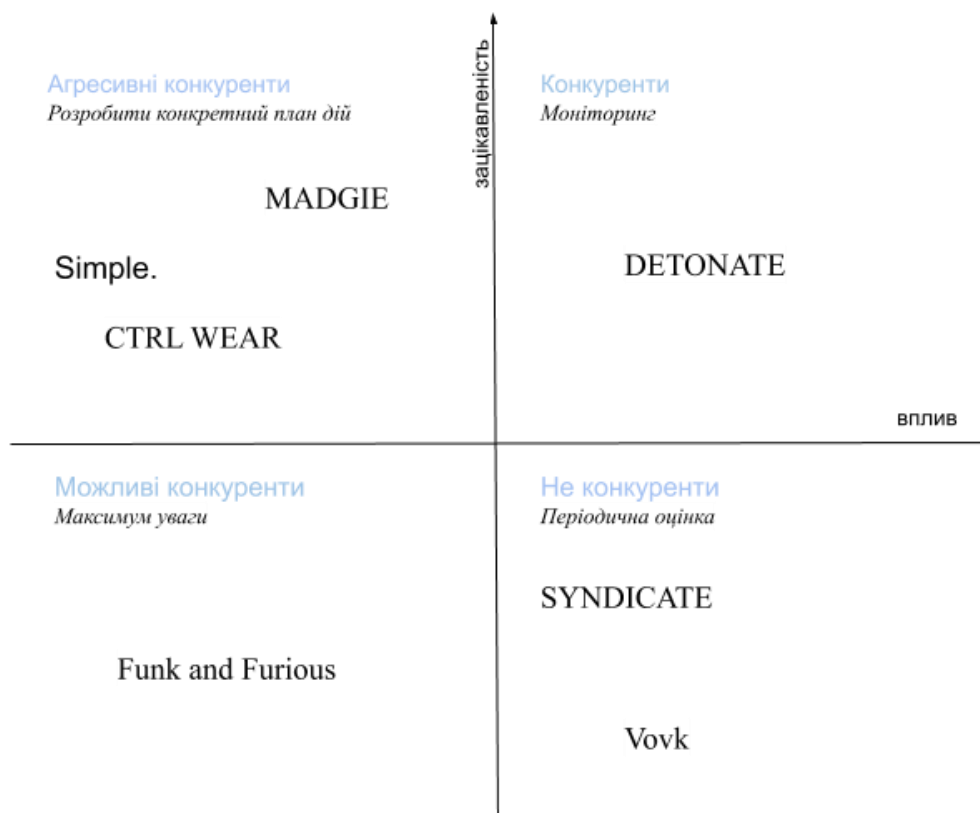 зацікавленість
Агресивні конкуренти
Розробити конкретний план дій
MADGIE
Simple.
CTRL WEAR
Конкуренти
Моніторинг
DETONATE
вплив
Можливі конкуренти
Максимум уваги
Funk and Furious
Не конкуренти
Періодична оцінка
SYNDICATE
Vovk